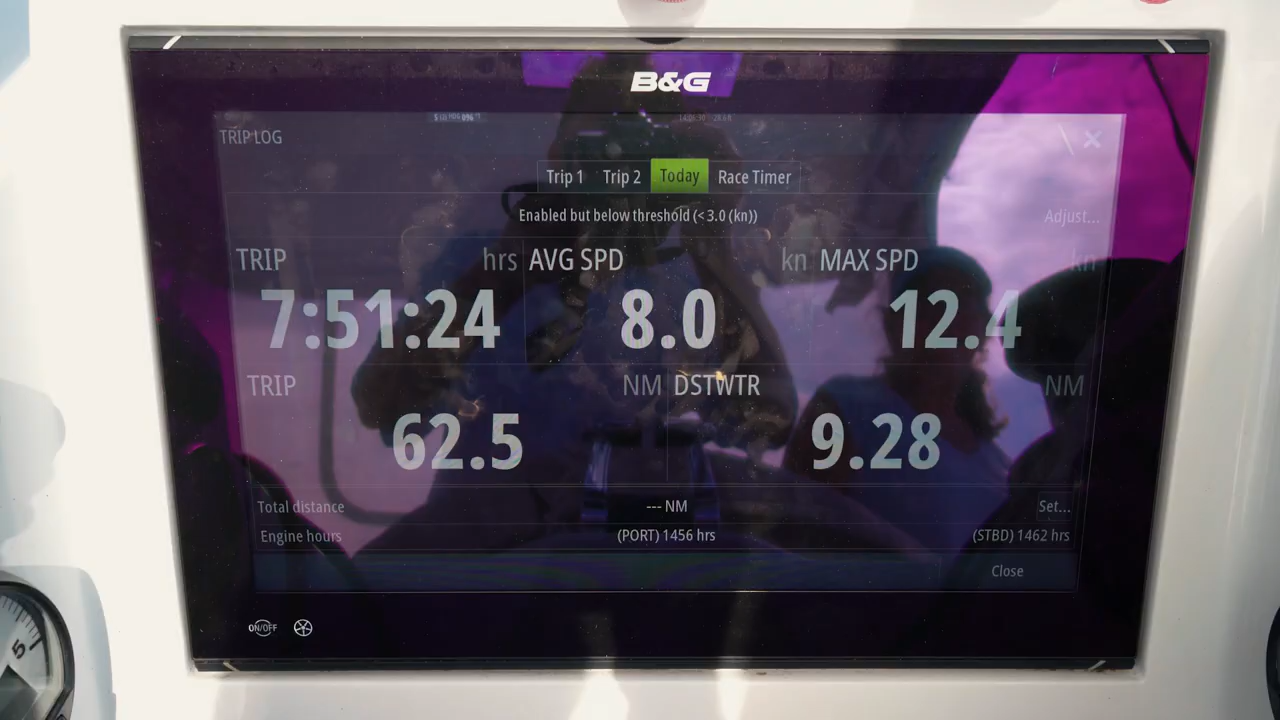 B&G
TRIP LOG
Trip 1 Trip 2 Today Race Timer
Enabled but below threshold (<3.0 (kn))
Adjust...
TRIP hrs AVG SPD kn MAX SPD kn
7:51:24 8.0 12.4
TRIP NM DSTWTR NM
62.5 9.28
Total distance --- NM Set...
Engine hours (PORT) 1456 hrs (STBD) 1462 hrs
Close
ON/OFF
5